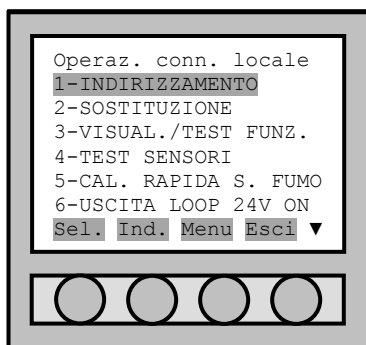 Operaz. conn. locale
1-INDIRIZZAMENTO
2-SOSTITUZIONE
3-VISUAL./TEST FUNZ.
4-TEST SENSORI
5-CAL. RAPIDA S. FUMO
6-USCITA LOOP 24V ON
Sel. Ind. Menu Esci ▼